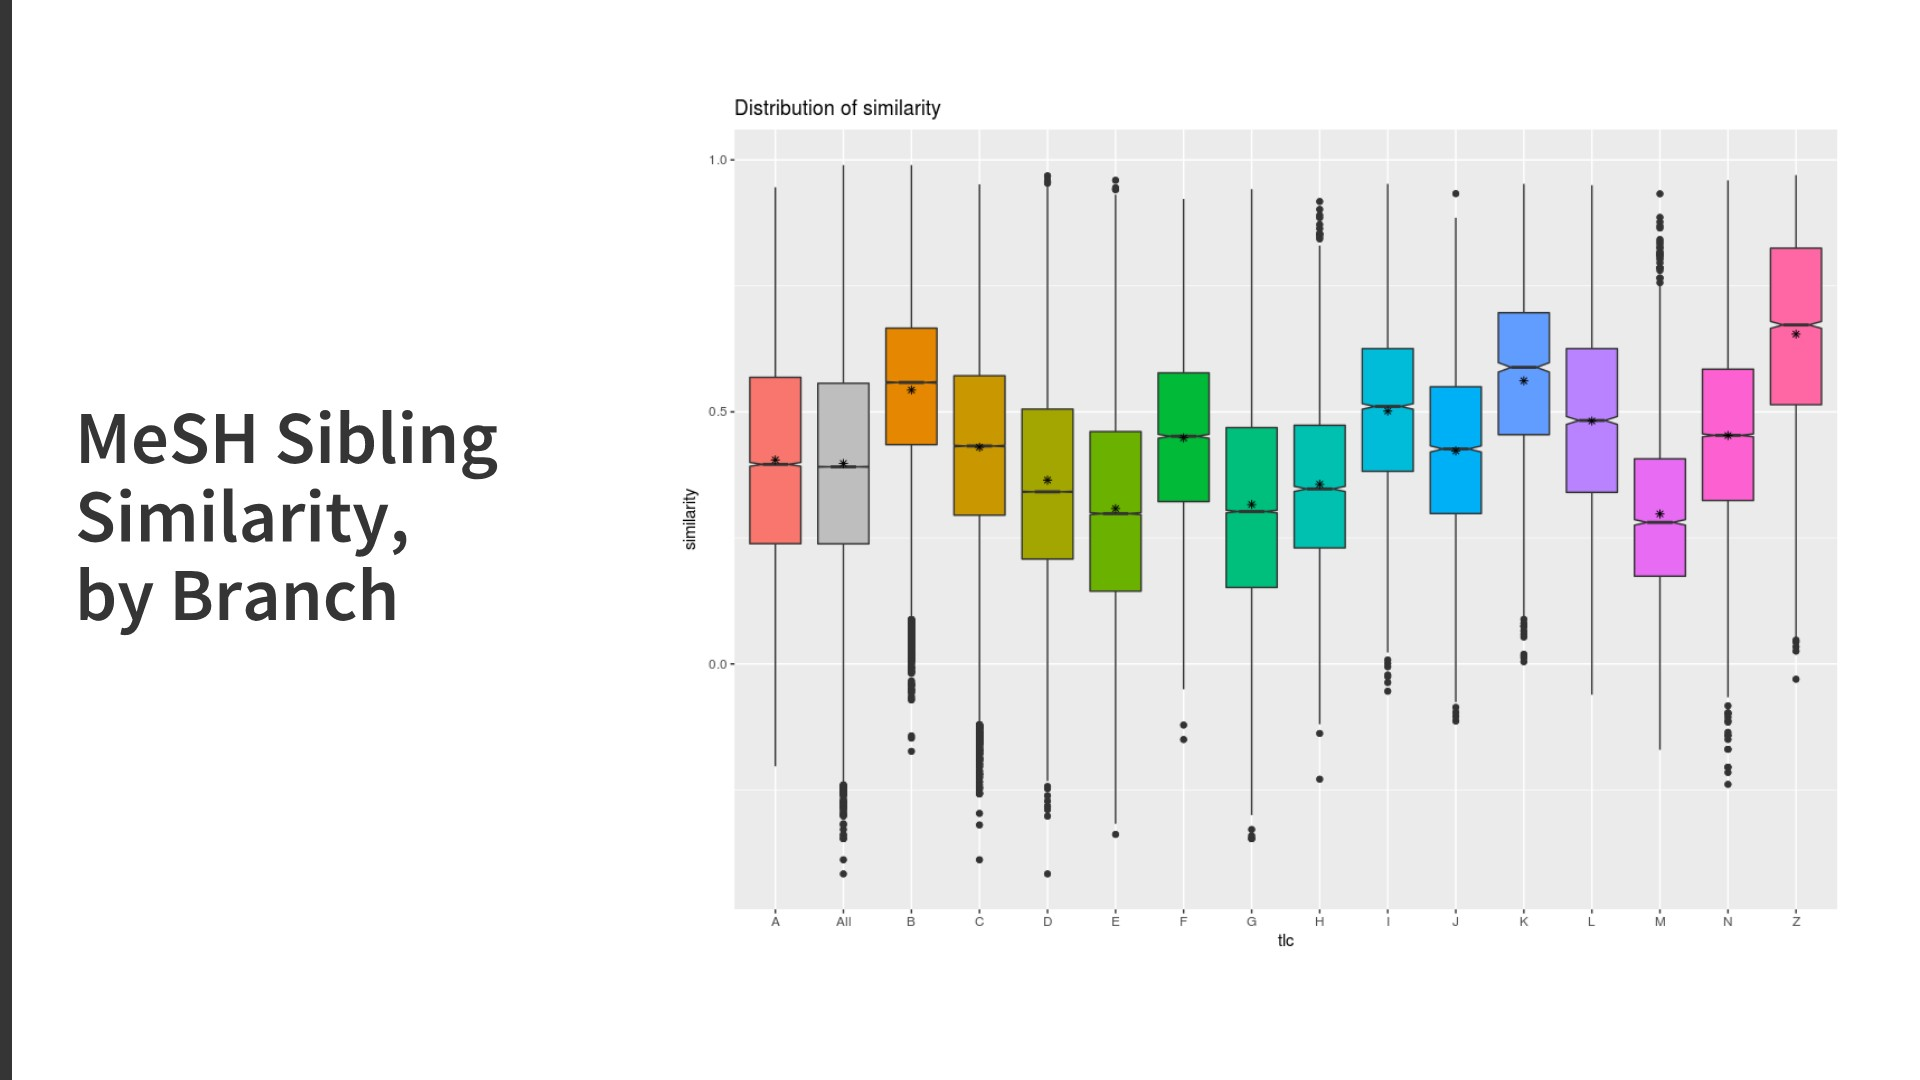 MeSH Sibling
Similarity,
by Branch
Distribution of similarity
1.0
0.5
0.0
similarity
A All B C D E F G H I J K L M N Z
tlc